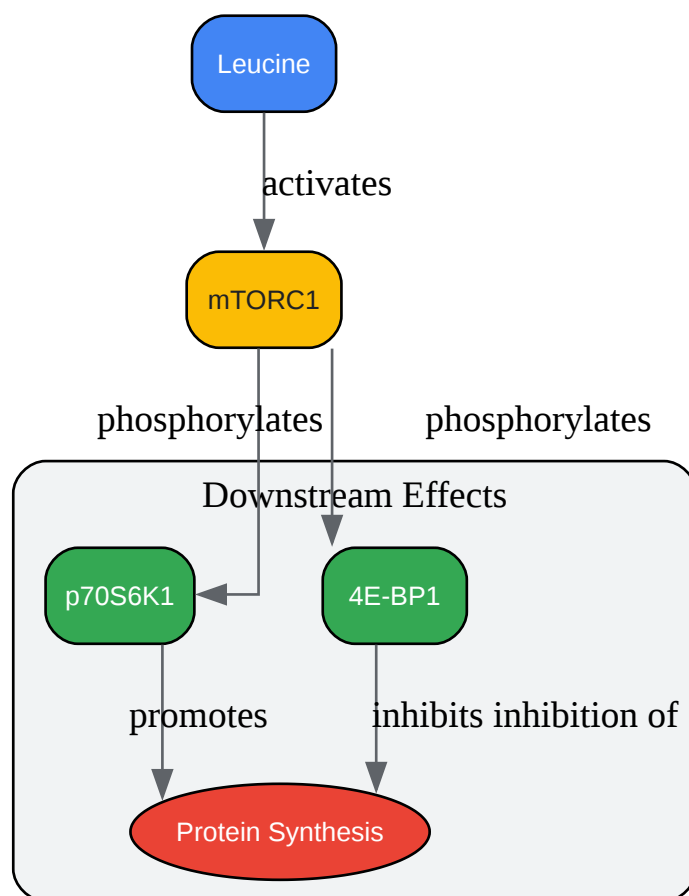 Leucine
activates
mTORC1
phosphorylates
phosphorylates
Downstream Effects
p70S6K1
4E-BP1
promotes
inhibits inhibition of
Protein Synthesis